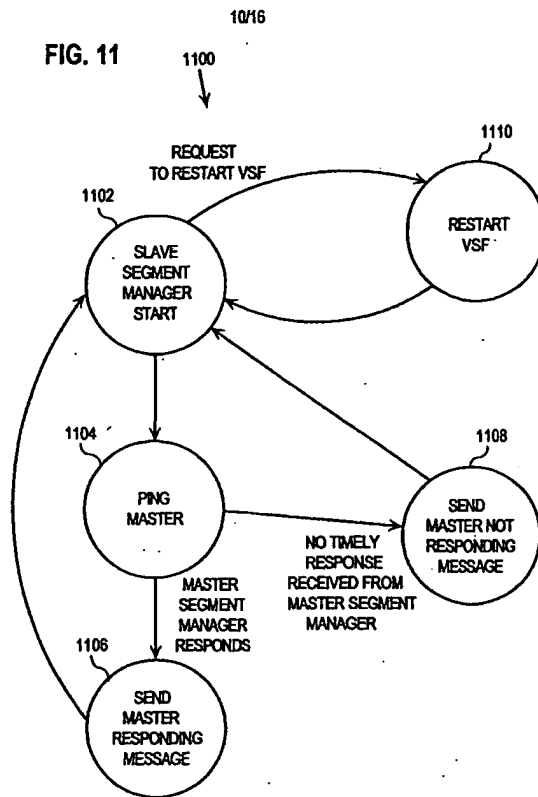 10/16
FIG. 11
1100
REQUEST
TO RESTART VSF
1110
RESTART
VSF
1102
SLAVE
SEGMENT
MANAGER
START
1104
PING
MASTER
1108
SEND
MASTER NOT
RESPONDING
MESSAGE
NO TIMELY
RESPONSE
RECEIVED FROM
MASTER SEGMENT
MANAGER
MASTER
SEGMENT
MANAGER
RESPONDS
1106
SEND
MASTER
RESPONDING
MESSAGE